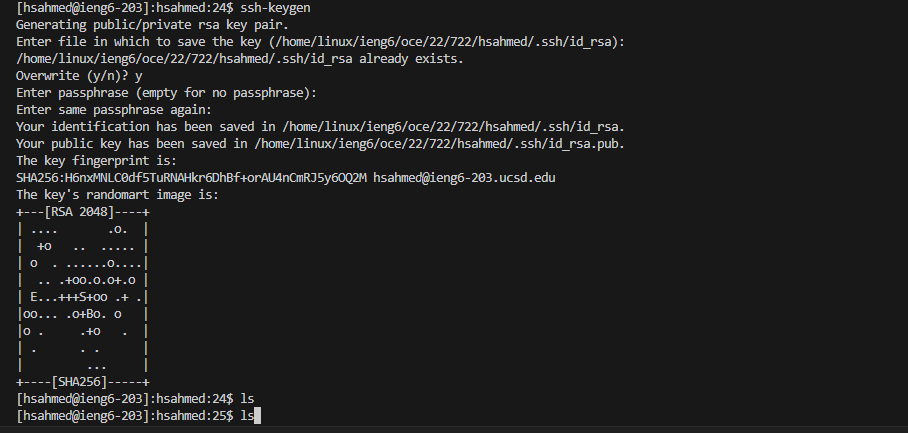 [hsahmed@ieng6-203]:hsahmed:24$ ssh-keygen
Generating public/private rsa key pair.
Enter file in which to save the key (/home/linux/ieng6/oce/22/722/hsahmed/.ssh/id_rsa):
/home/linux/ieng6/oce/22/722/hsahmed/.ssh/id_rsa already exists.
Overwrite (y/n)? y
Enter passphrase (empty for no passphrase):
Enter same passphrase again:
Your identification has been saved in /home/linux/ieng6/oce/22/722/hsahmed/.ssh/id_rsa.
Your public key has been saved in /home/linux/ieng6/oce/22/722/hsahmed/.ssh/id_rsa.pub.
The key fingerprint is:
SHA256:H6nxMNLC0df5TuRNAHkr6DhBf+orAU4nCmRJ5y6OQ2M hsahmed@ieng6-203.ucsd.edu
The key's randomart image is:
+---[RSA 2048]----+
| ....       .o.  |
|  +o   ..  ..... |
| o  . ......o....|
|  .. .+oo.o.o+.o |
| E...+++S+oo .+ .|
|oo... .o+Bo. o   |
|o .     .+o   .  |
| .      . .      |
|         ...     |
+----[SHA256]-----+
[hsahmed@ieng6-203]:hsahmed:24$ ls
[hsahmed@ieng6-203]:hsahmed:25$ ls